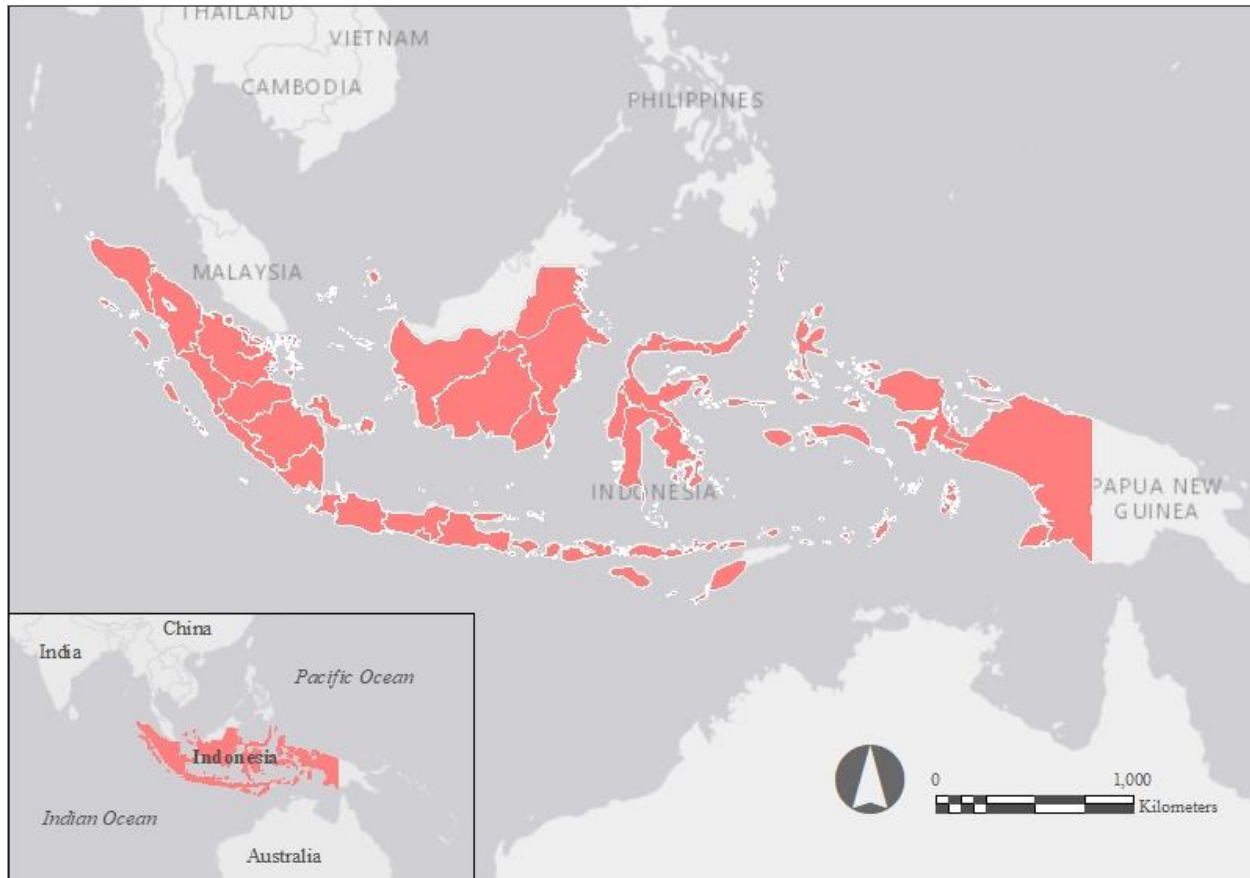 THAILAND
VIETNAM
CAMBODIA
PHILIPPINES
MALAYSIA
INDONESIA
PAPUA NEW
GUINEA
China
India
Pacific Ocean
Indonesia
Indian Ocean
Australia
0 1,000
Kilometers